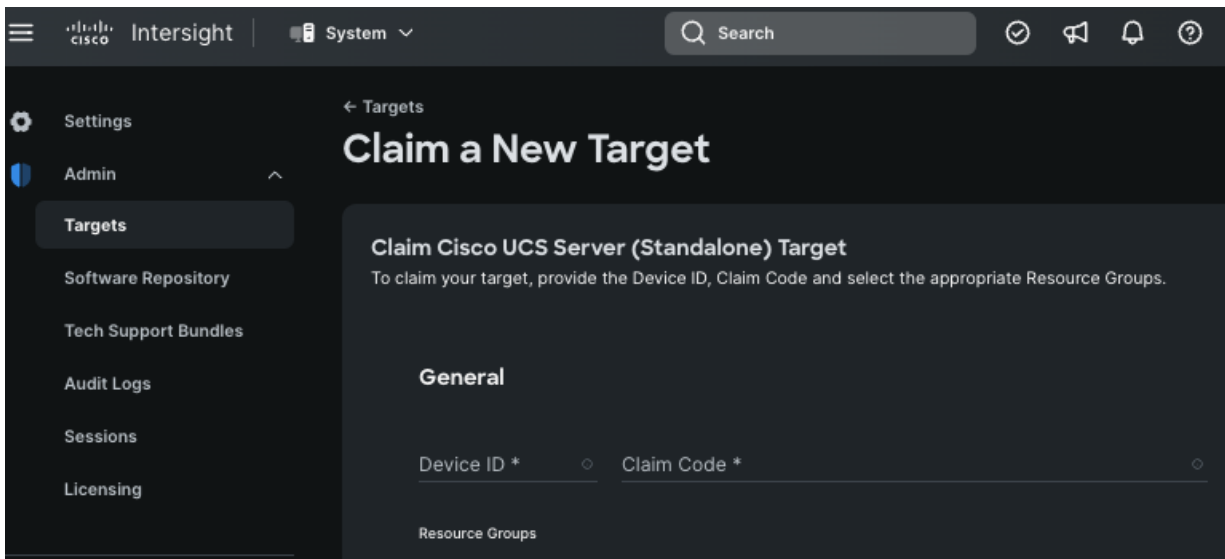 cisco Intersight System Search
Settings
Admin
Targets
Software Repository
Tech Support Bundles
Audit Logs
Sessions
Licensing
← Targets
Claim a New Target
Claim Cisco UCS Server (Standalone) Target
To claim your target, provide the Device ID, Claim Code and select the appropriate Resource Groups.
General
Device ID * Claim Code *
Resource Groups